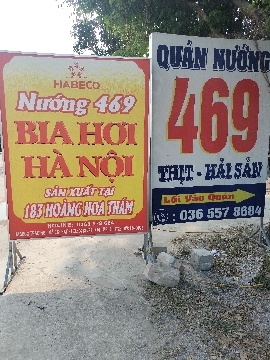 HABECO
Nướng 469
BIA HƠI
HÀ NỘI
SẢN XUẤT TẠI
183 HOÀNG HOA THÁM
QUÁN NƯỚNG
469
THỊT - HẢI SẢN
Lối Vào Quán
036 557 8684